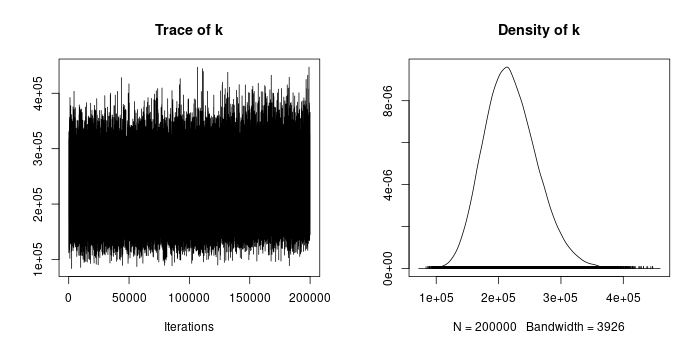 Trace of k
4e+05
3e+05
2e+05
1e+05
0 50000 100000 150000 200000
Iterations
Density of k
8e-06
4e-06
0e+00
1e+05 2e+05 3e+05 4e+05
N = 200000 Bandwidth = 3926